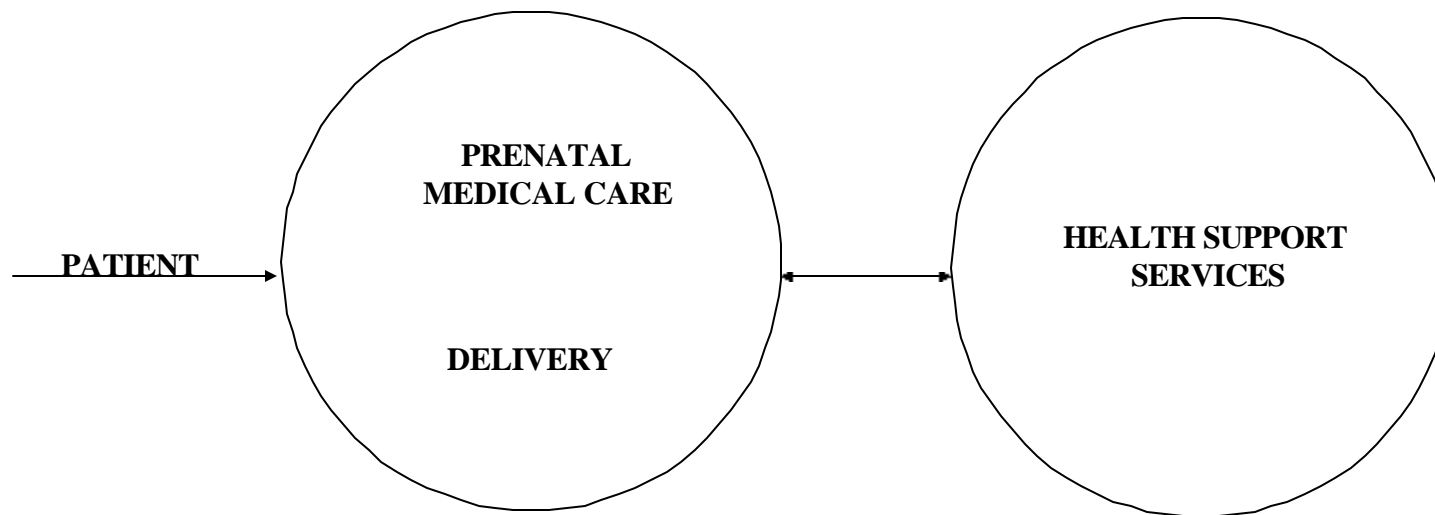 PATIENT
PRENATAL
MEDICAL CARE
DELIVERY
HEALTH SUPPORT
SERVICES